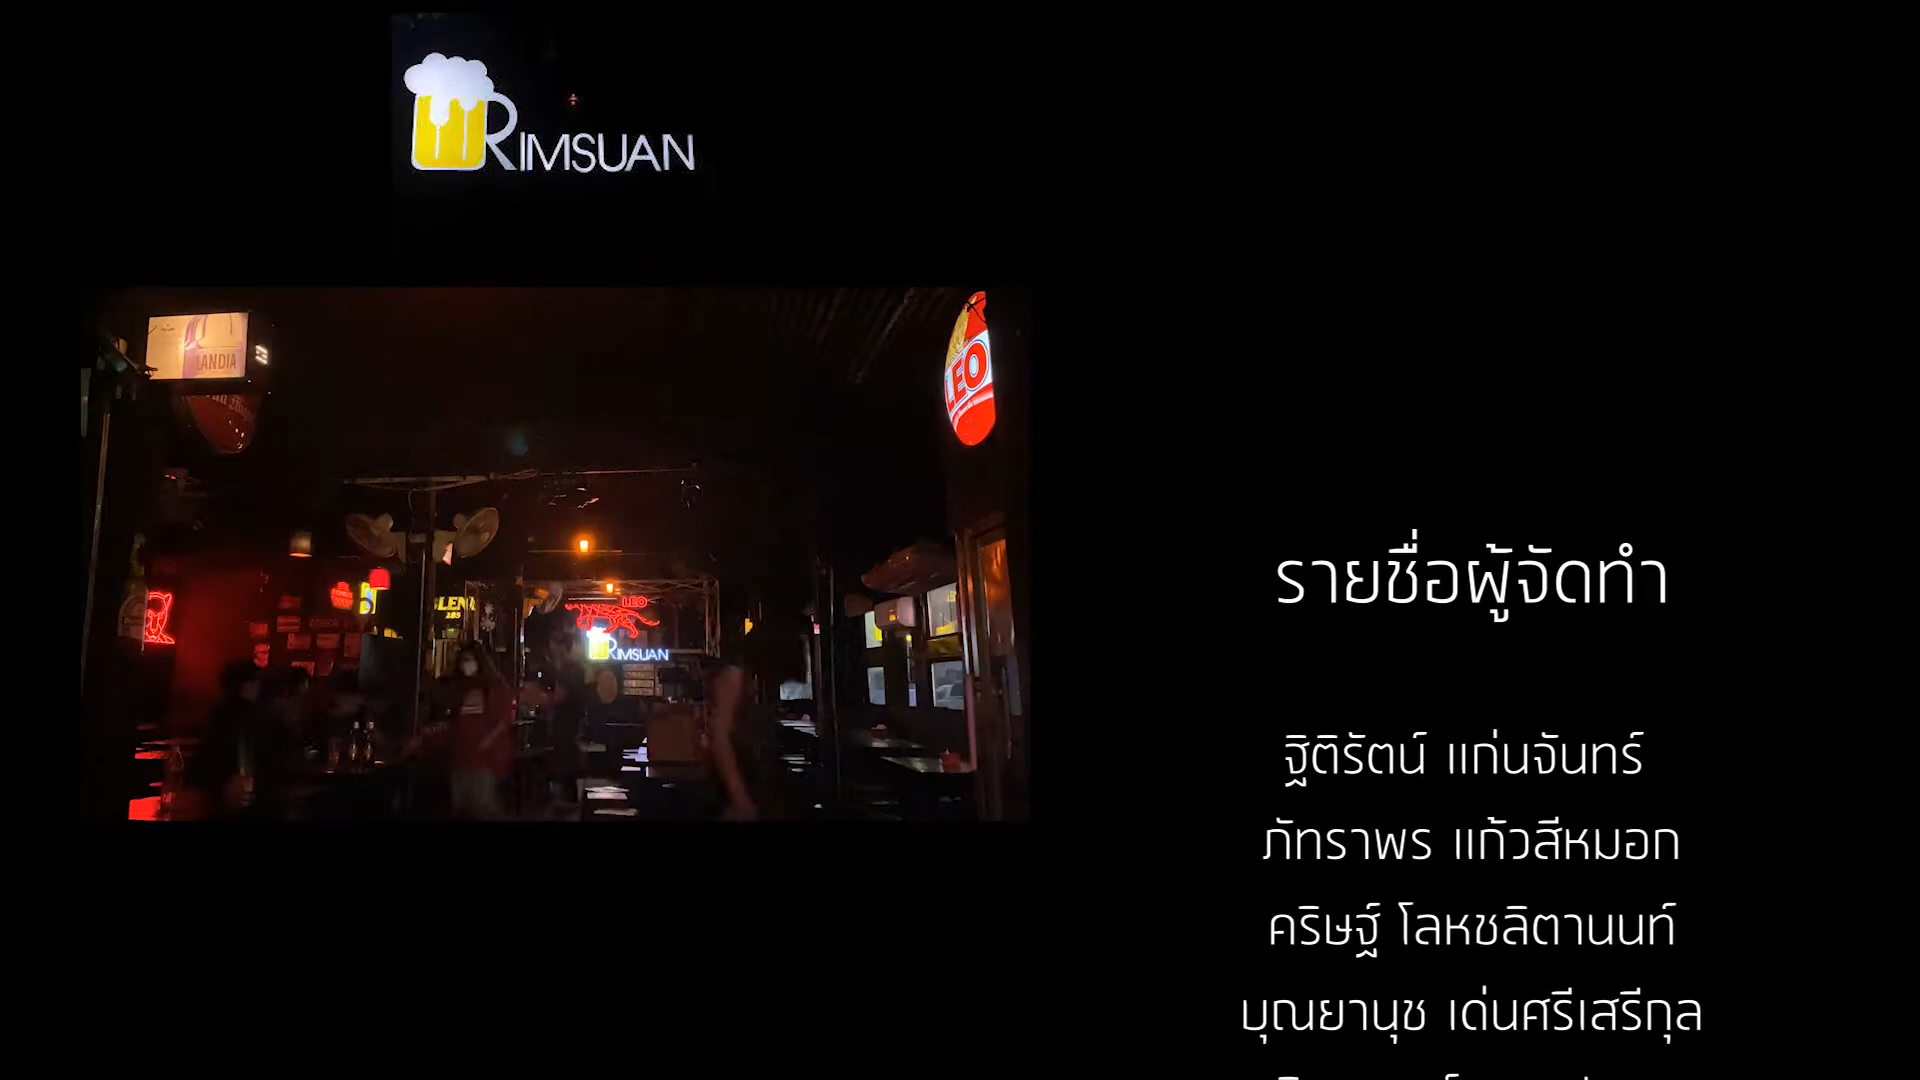 RIMSUAN
LANDIA
LEO
BLEND
285
LEO
RIMSUAN
รายชื่อผู้จัดทำ
ฐิติรัตน์ แก่นจันทร์
ภัทราพร แก้วสีหมอก
คริษฐ์ โลหชลิตานนท์
บุณยานุช เด่นศรีเสรีกุล